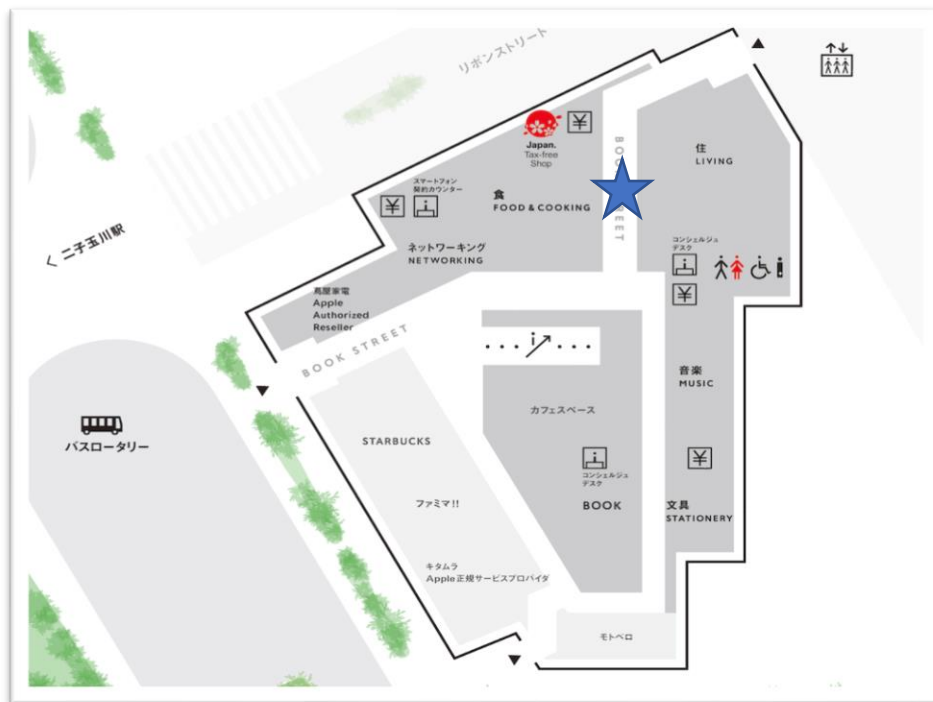 リボンストリート
住
LIVING
Japan.
Tax-free
Shop
¥
スマートフォン
契約カウンター
¥
i
食
FOOD & COOKING
ネットワーキング
NETWORKING
コンシェルジュ
デスク
i
¥
二子玉川駅
蔦屋家電
Apple
Authorized
Reseller
BOOK STREET
i
音楽
MUSIC
カフェスペース
バスロータリー
STARBUCKS
i
コンシェルジュ
デスク
¥
BOOK
文具
STATIONERY
ファミマ!!
キタムラ
Apple正規サービスプロバイダ
モトベロ